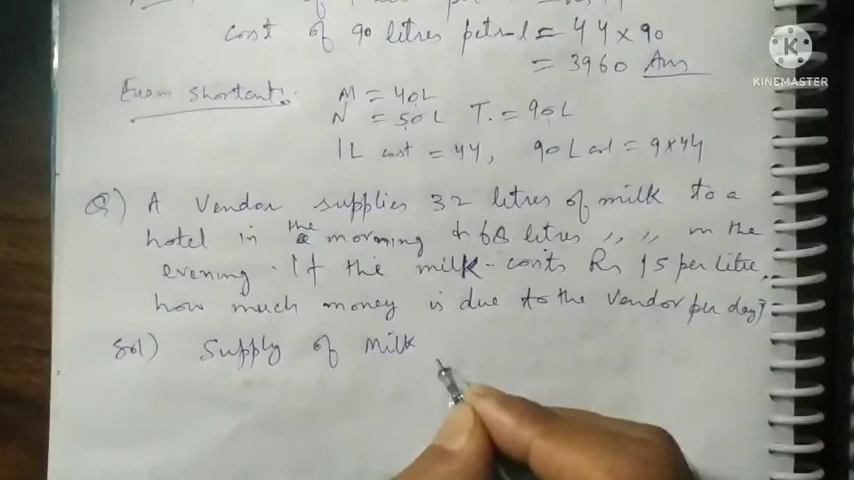 cost of 90 litres petrol = 44 x 90
= 3960 Ans
KINEMASTER
Exam shortcut:
M = 40L
N = 50L T. = 90L
1L cost = 44, 90L cost = 9x44
Q) A Vendor supplies 32 litres of milk to a
hotel in the morning & 68 litres ,, ,, in the
evening. If the milk costs Rs 15 per litre,
how much money is due to the Vendor per day?
Sol) Supply of Milk